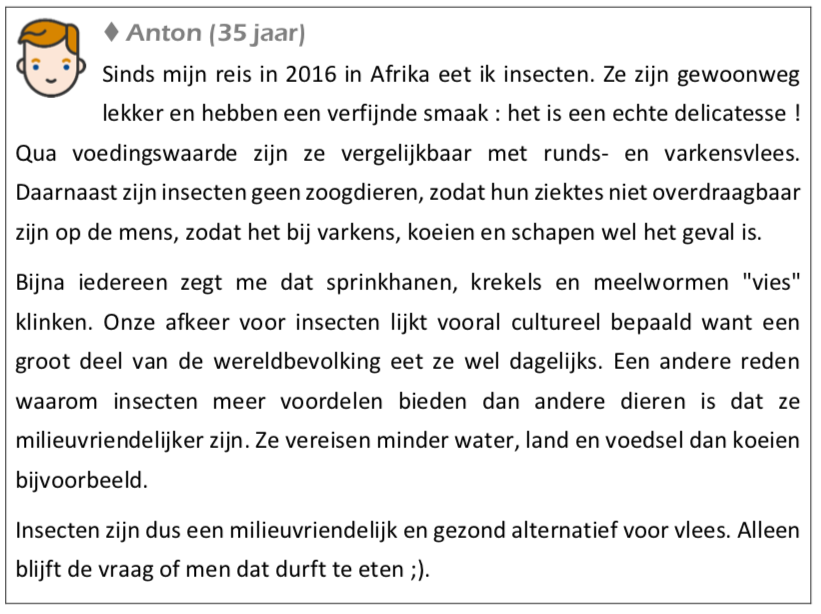 ♦ Anton (35 jaar)
Sinds mijn reis in 2016 in Afrika eet ik insecten. Ze zijn gewoonweg
lekker en hebben een verfijnde smaak : het is een echte delicatesse !
Qua voedingswaarde zijn ze vergelijkbaar met runds- en varkensvlees.
Daarnaast zijn insecten geen zoogdieren, zodat hun ziektes niet overdraagbaar
zijn op de mens, zodat het bij varkens, koeien en schapen wel het geval is.
Bijna iedereen zegt me dat sprinkhanen, krekels en meelwormen "vies"
klinken. Onze afkeer voor insecten lijkt vooral cultureel bepaald want een
groot deel van de wereldbevolking eet ze wel dagelijks. Een andere reden
waarom insecten meer voordelen bieden dan andere dieren is dat ze
milieuvriendelijker zijn. Ze vereisen minder water, land en voedsel dan koeien
bijvoorbeeld.
Insecten zijn dus een milieuvriendelijk en gezond alternatief voor vlees. Alleen
blijft de vraag of men dat durft te eten ;).